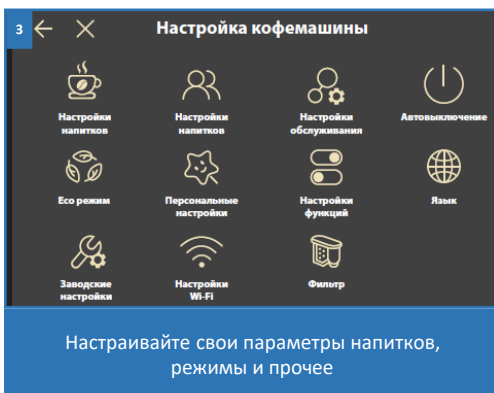 3
Настройка кофемашины
Настройки
напитков
Настройки
напитков
Настройки
обслуживания
Автовыключение
Eco режим
Персональные
настройки
Настройки
функций
Язык
Заводские
настройки
Настройки
Wi-Fi
Фильтр
Настраивайте свои параметры напитков,
режимы и прочее